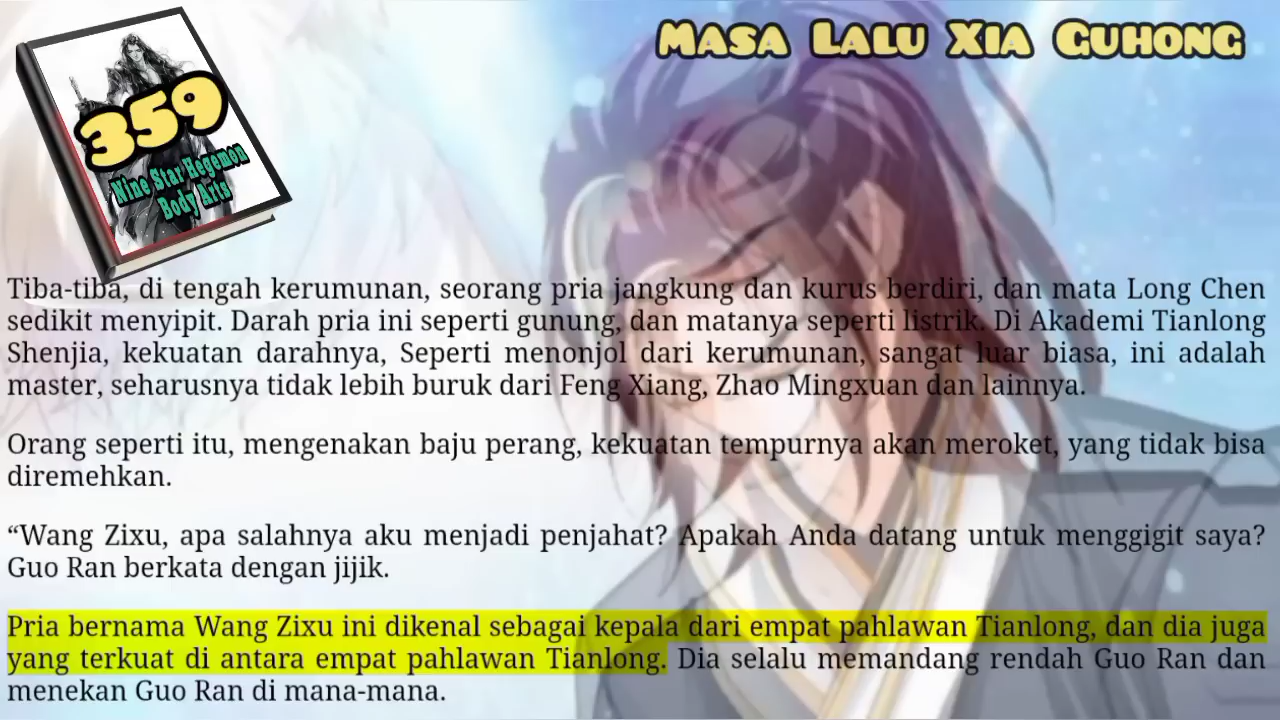 Masa Lalu Xia Guhong
359
Nine Star Hegemon
Body Arts
Tiba-tiba, di tengah kerumunan, seorang pria jangkung dan kurus berdiri, dan mata Long Chen
sedikit menyipit. Darah pria ini seperti gunung, dan matanya seperti listrik. Di Akademi Tianlong
Shenjia, kekuatan darahnya, Seperti menonjol dari kerumunan, sangat luar biasa, ini adalah
master, seharusnya tidak lebih buruk dari Feng Xiang, Zhao Mingxuan dan lainnya.
Orang seperti itu, mengenakan baju perang, kekuatan tempurnya akan meroket, yang tidak bisa
diremehkan.
“Wang Zixu, apa salahnya aku menjadi penjahat? Apakah Anda datang untuk menggigit saya?
Guo Ran berkata dengan jijik.
Pria bernama Wang Zixu ini dikenal sebagai kepala dari empat pahlawan Tianlong, dan dia juga
yang terkuat di antara empat pahlawan Tianlong. Dia selalu memandang rendah Guo Ran dan
menekan Guo Ran di mana-mana.